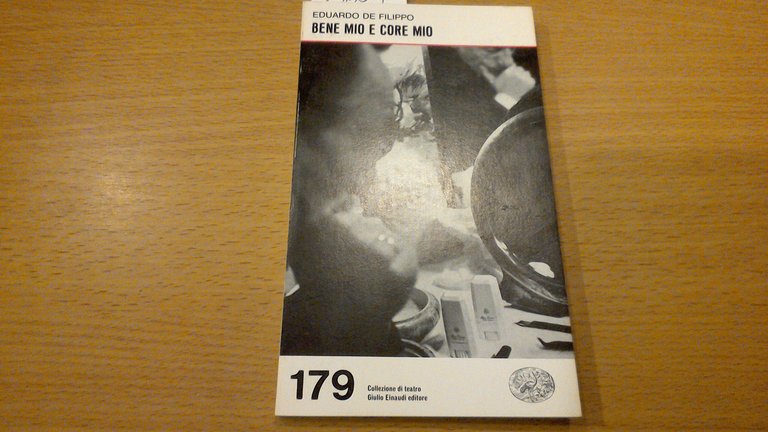 EDUARDO DE FILIPPO
BENE MIO E CORE MIO
179
Collezione di teatro
Giulio Einaudi editore